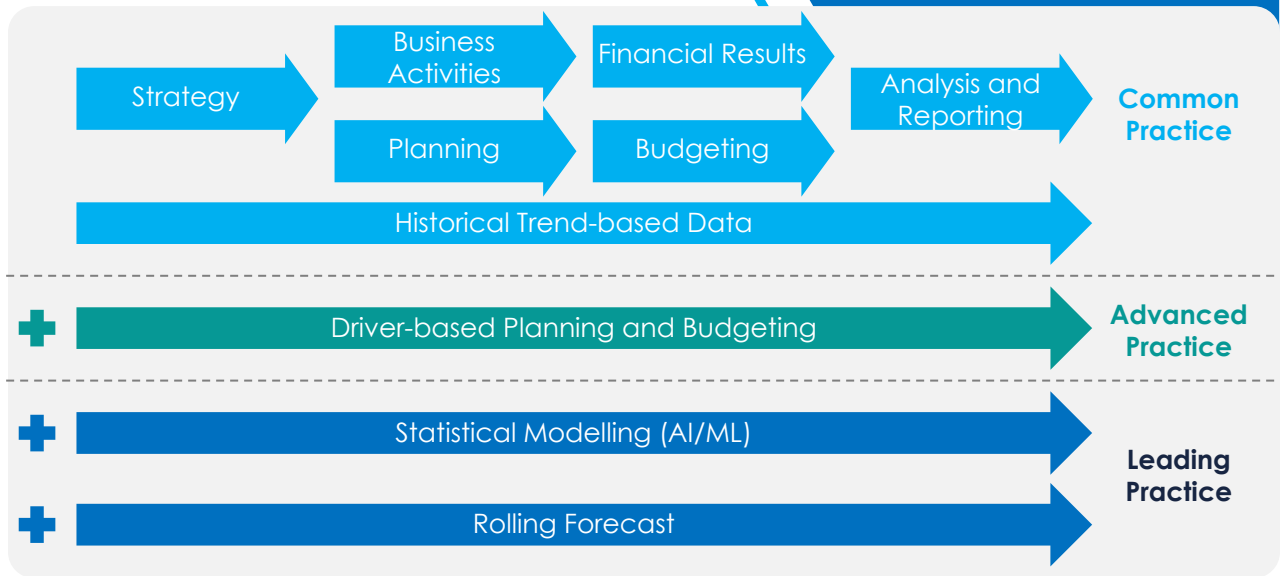 Strategy
Business
Activities
Financial Results
Planning
Budgeting
Analysis and
Reporting
Common
Practice
Historical Trend-based Data
Driver-based Planning and Budgeting
Advanced
Practice
Statistical Modelling (AI/ML)
Leading
Practice
Rolling Forecast